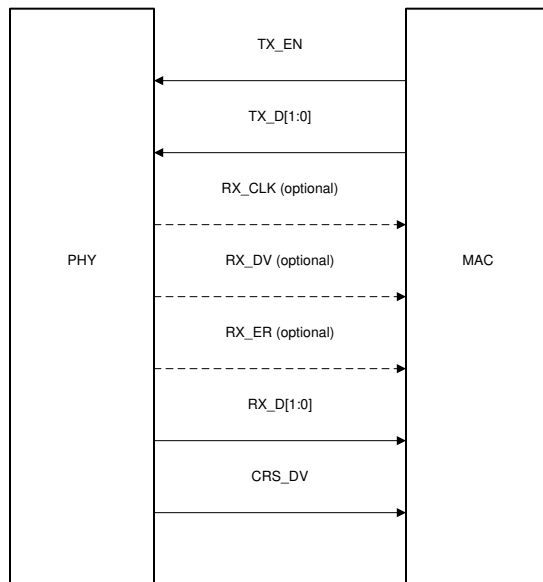 TX_EN
TX_D[1:0]
RX_CLK (optional)
PHY
RX_DV (optional)
MAC
RX_ER (optional)
RX_D[1:0]
CRS_DV